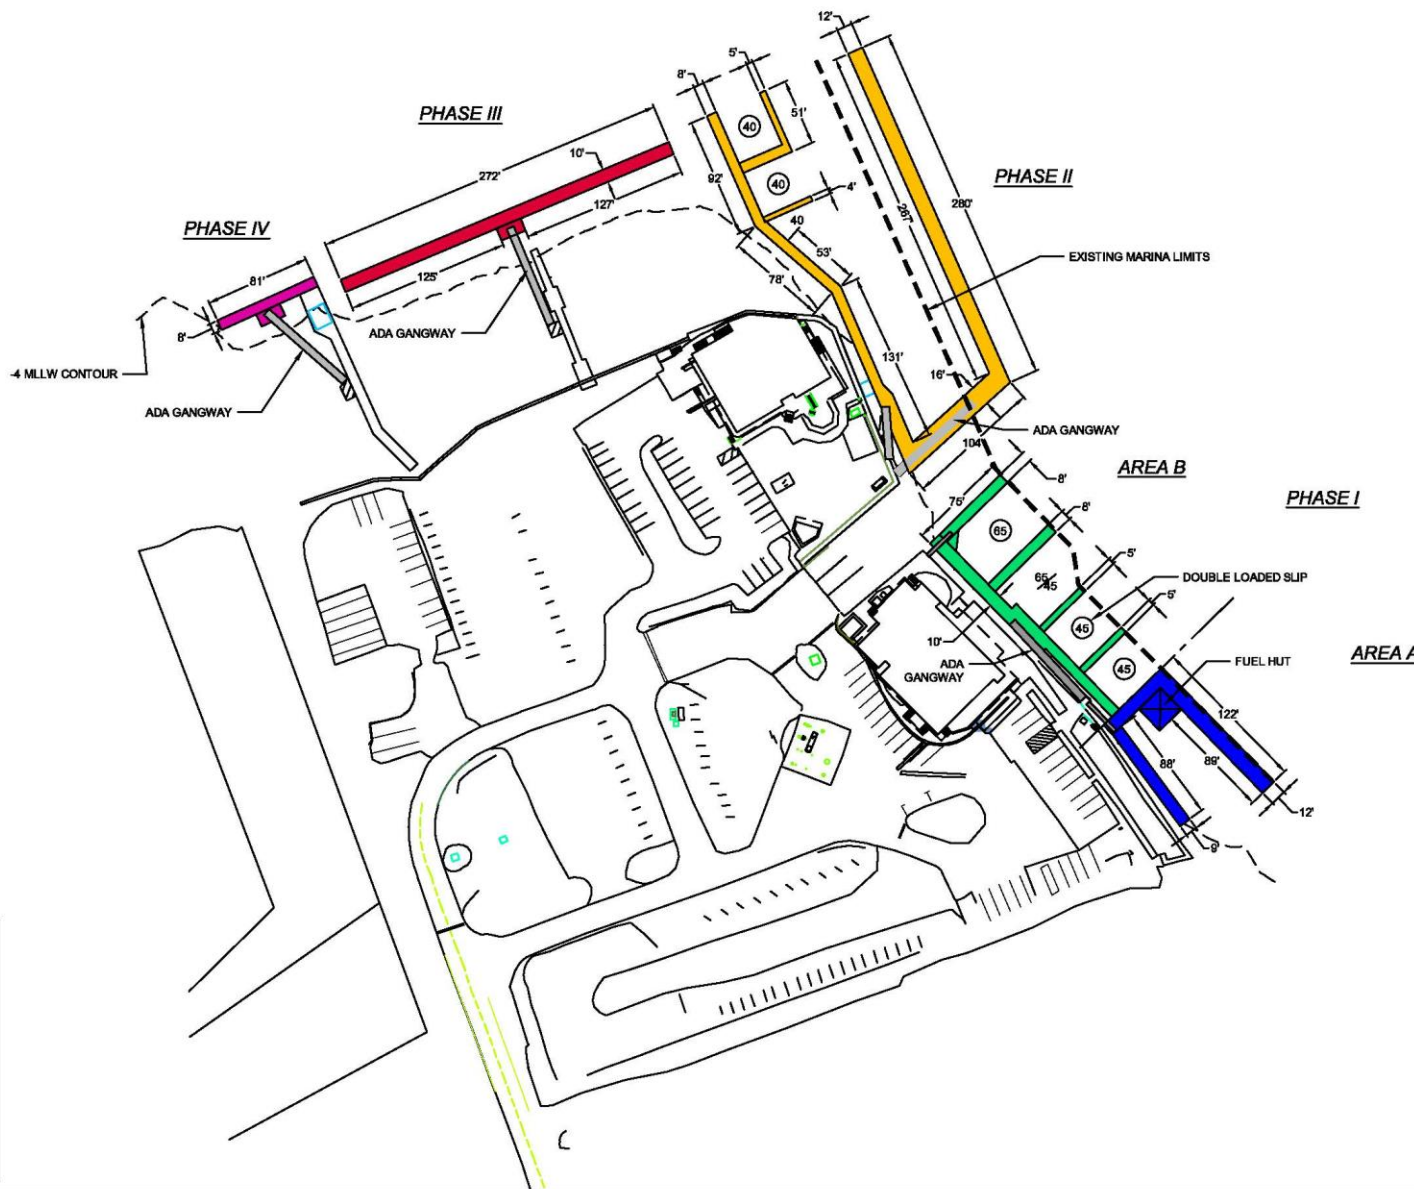 12'
5'
8'
PHASE III
51'
40
10'
PHASE II
272'
92'
40
4'
280'
267'
127'
40
PHASE IV
53'
EXISTING MARINA LIMITS
81'
125'
78'
ADA GANGWAY
8'
131'
-4 MLLW CONTOUR
16'
ADA GANGWAY
ADA GANGWAY
104'
AREA B
8'
75'
PHASE I
8'
65
5'
65
45
DOUBLE LOADED SLIP
5'
45
10'
ADA
GANGWAY
45
FUEL HUT
AREA A
122'
88'
89'
12'
9'